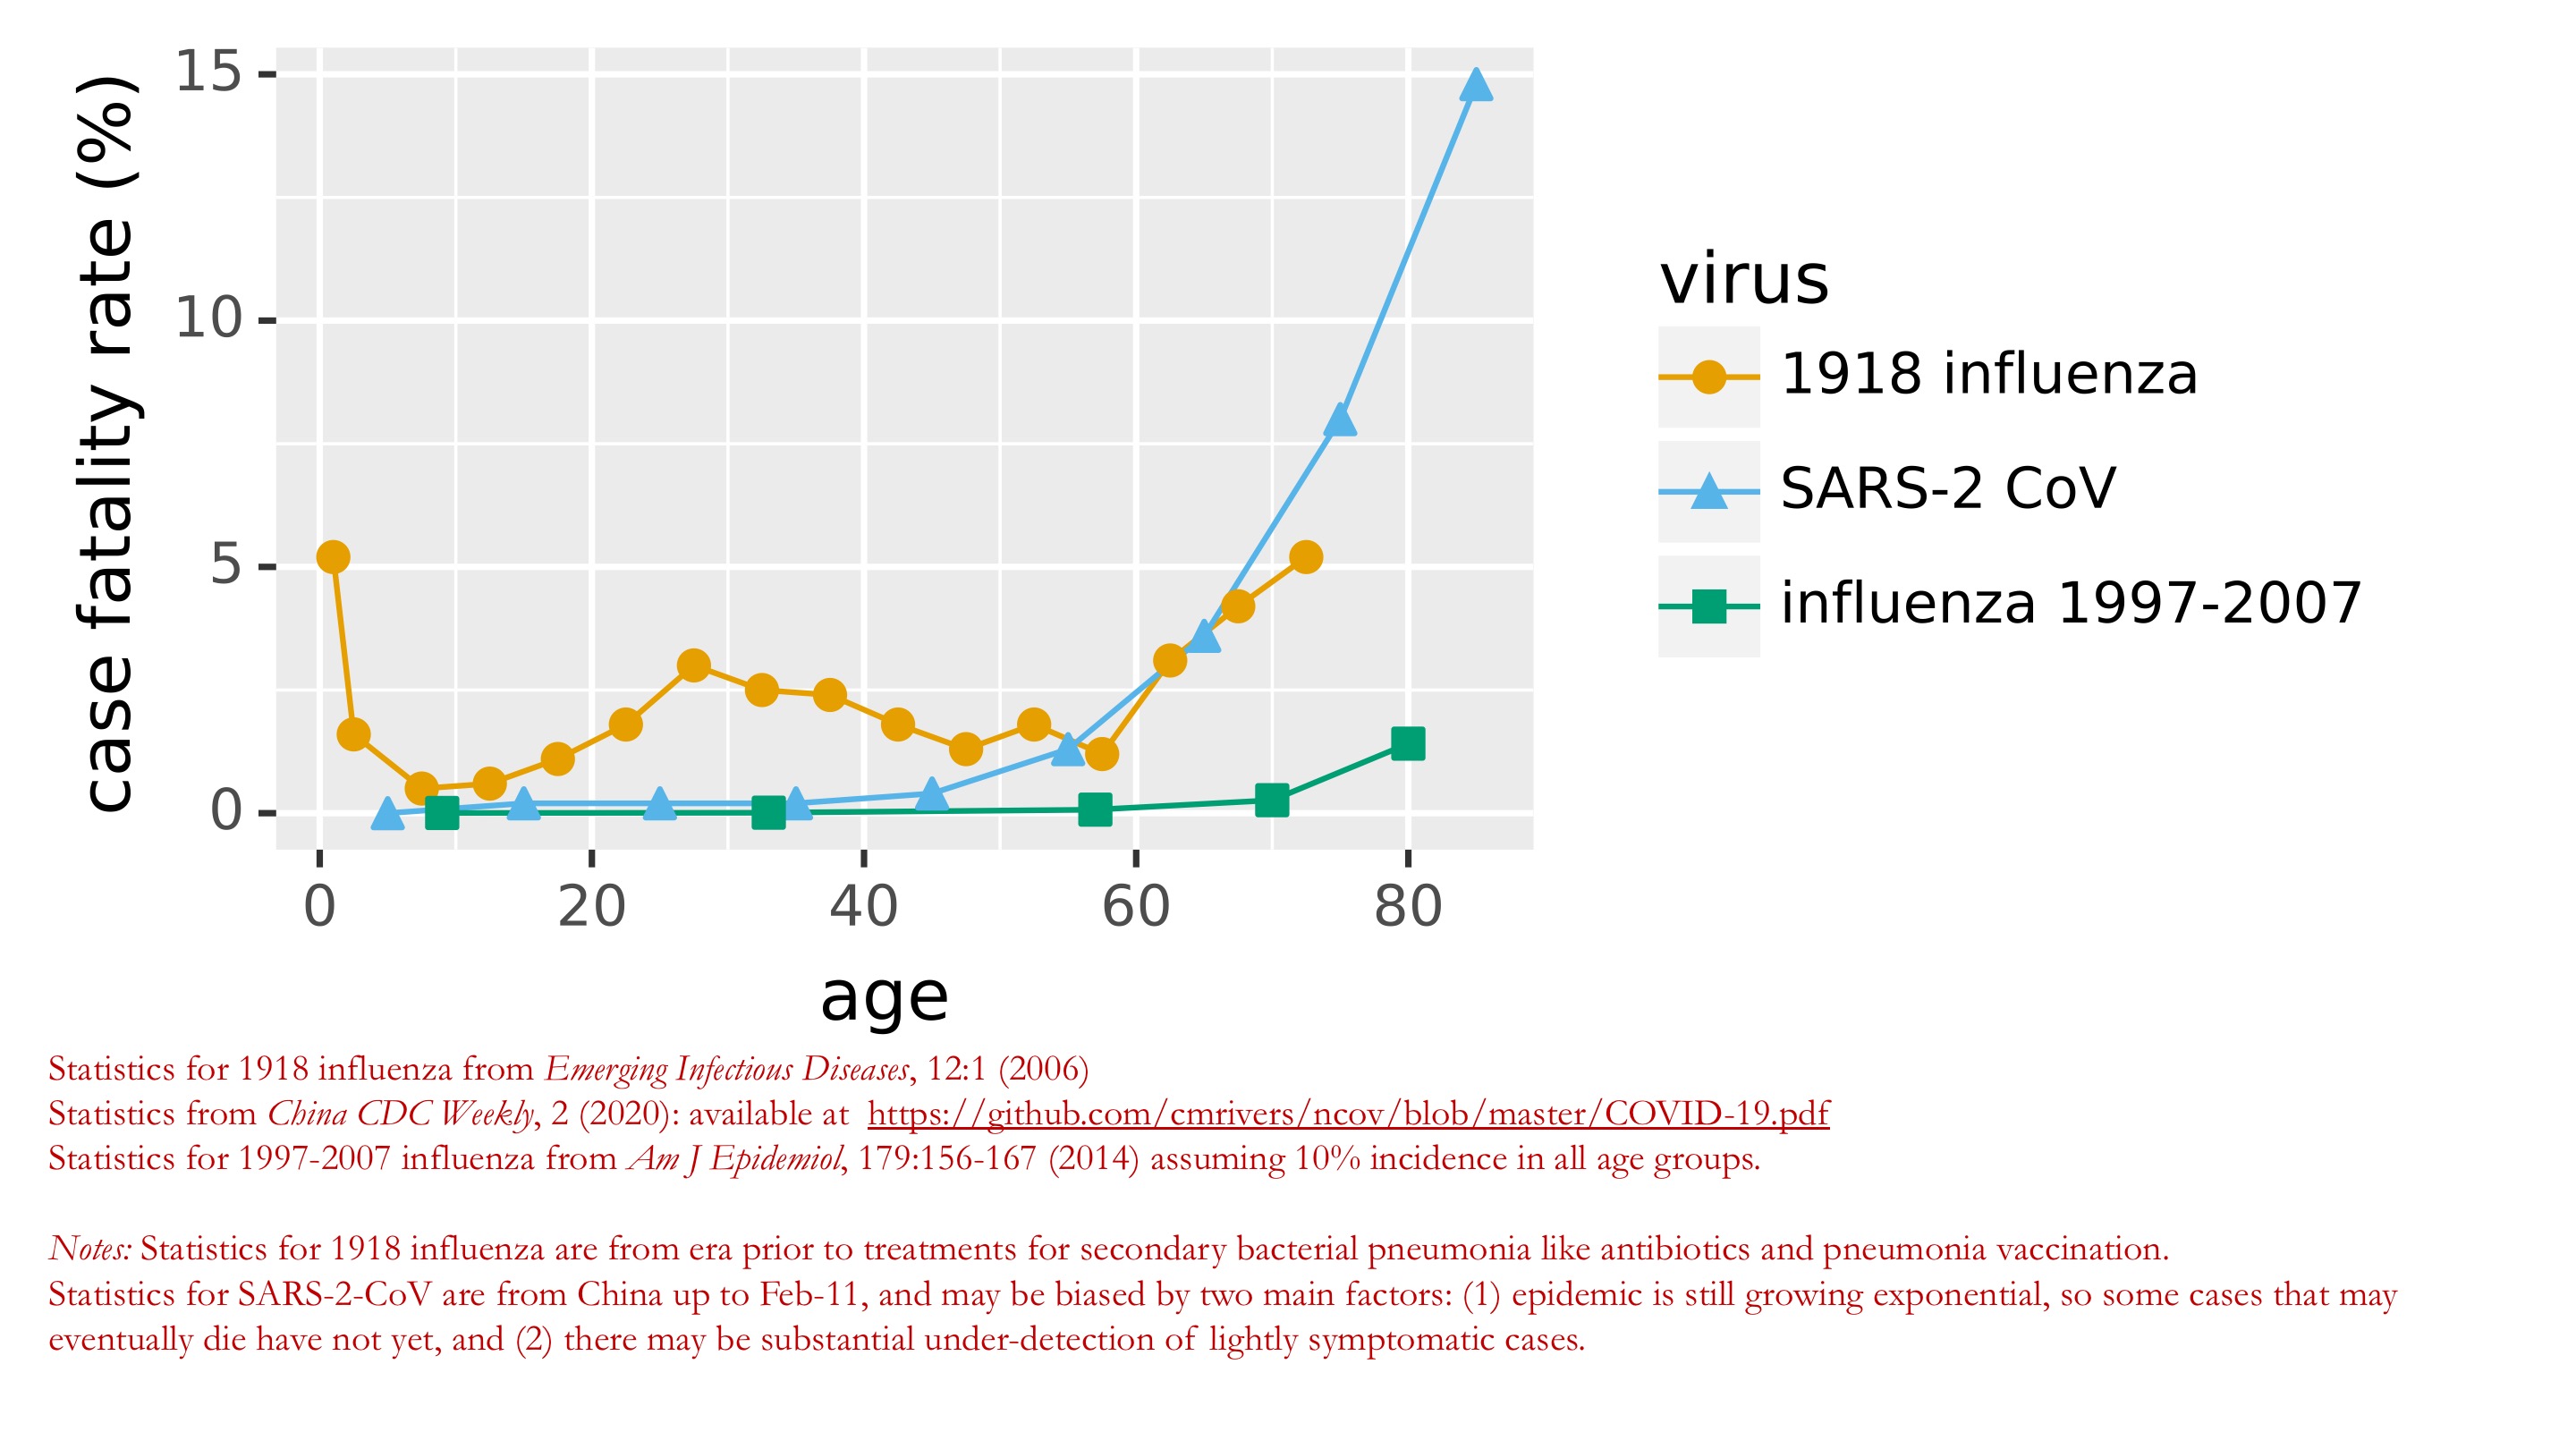 case fatality rate (%)
15
10
5
0
0 20 40 60 80
age
virus
1918 influenza
SARS-2 CoV
influenza 1997-2007
Statistics for 1918 influenza from Emerging Infectious Diseases, 12:1 (2006)
Statistics from China CDC Weekly, 2 (2020): available at https://github.com/cmrivers/ncov/blob/master/COVID-19.pdf
Statistics for 1997-2007 influenza from Am J Epidemiol, 179:156-167 (2014) assuming 10% incidence in all age groups.
Notes: Statistics for 1918 influenza are from era prior to treatments for secondary bacterial pneumonia like antibiotics and pneumonia vaccination.
Statistics for SARS-2-CoV are from China up to Feb-11, and may be biased by two main factors: (1) epidemic is still growing exponential, so some cases that may
eventually die have not yet, and (2) there may be substantial under-detection of lightly symptomatic cases.